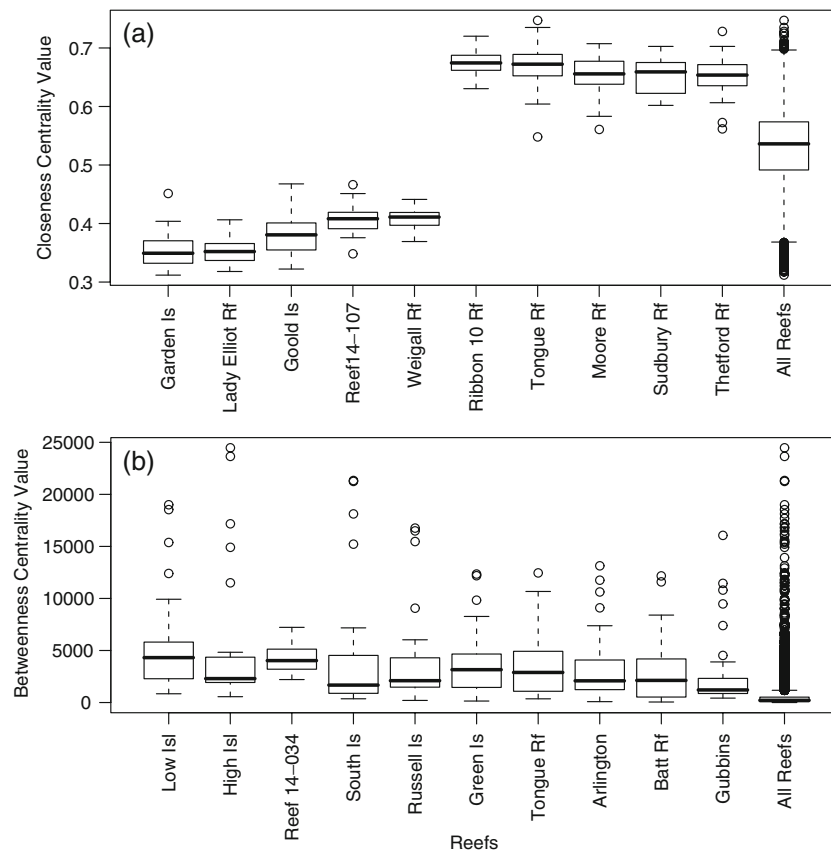 (a)
Closeness Centrality Value
0.7
0.6
0.5
0.4
0.3
Garden Is
Lady Elliot Rf
Goold Is
Reef14–107
Weigall Rf
Ribbon 10 Rf
Tongue Rf
Moore Rf
Sudbury Rf
Thetford Rf
All Reefs
(b)
Betweenness Centrality Value
25000
20000
15000
10000
5000
0
Low Isl
High Isl
Reef 14–034
South Is
Russell Is
Green Is
Tongue Rf
Arlington
Batt Rf
Gubbins
All Reefs
Reefs